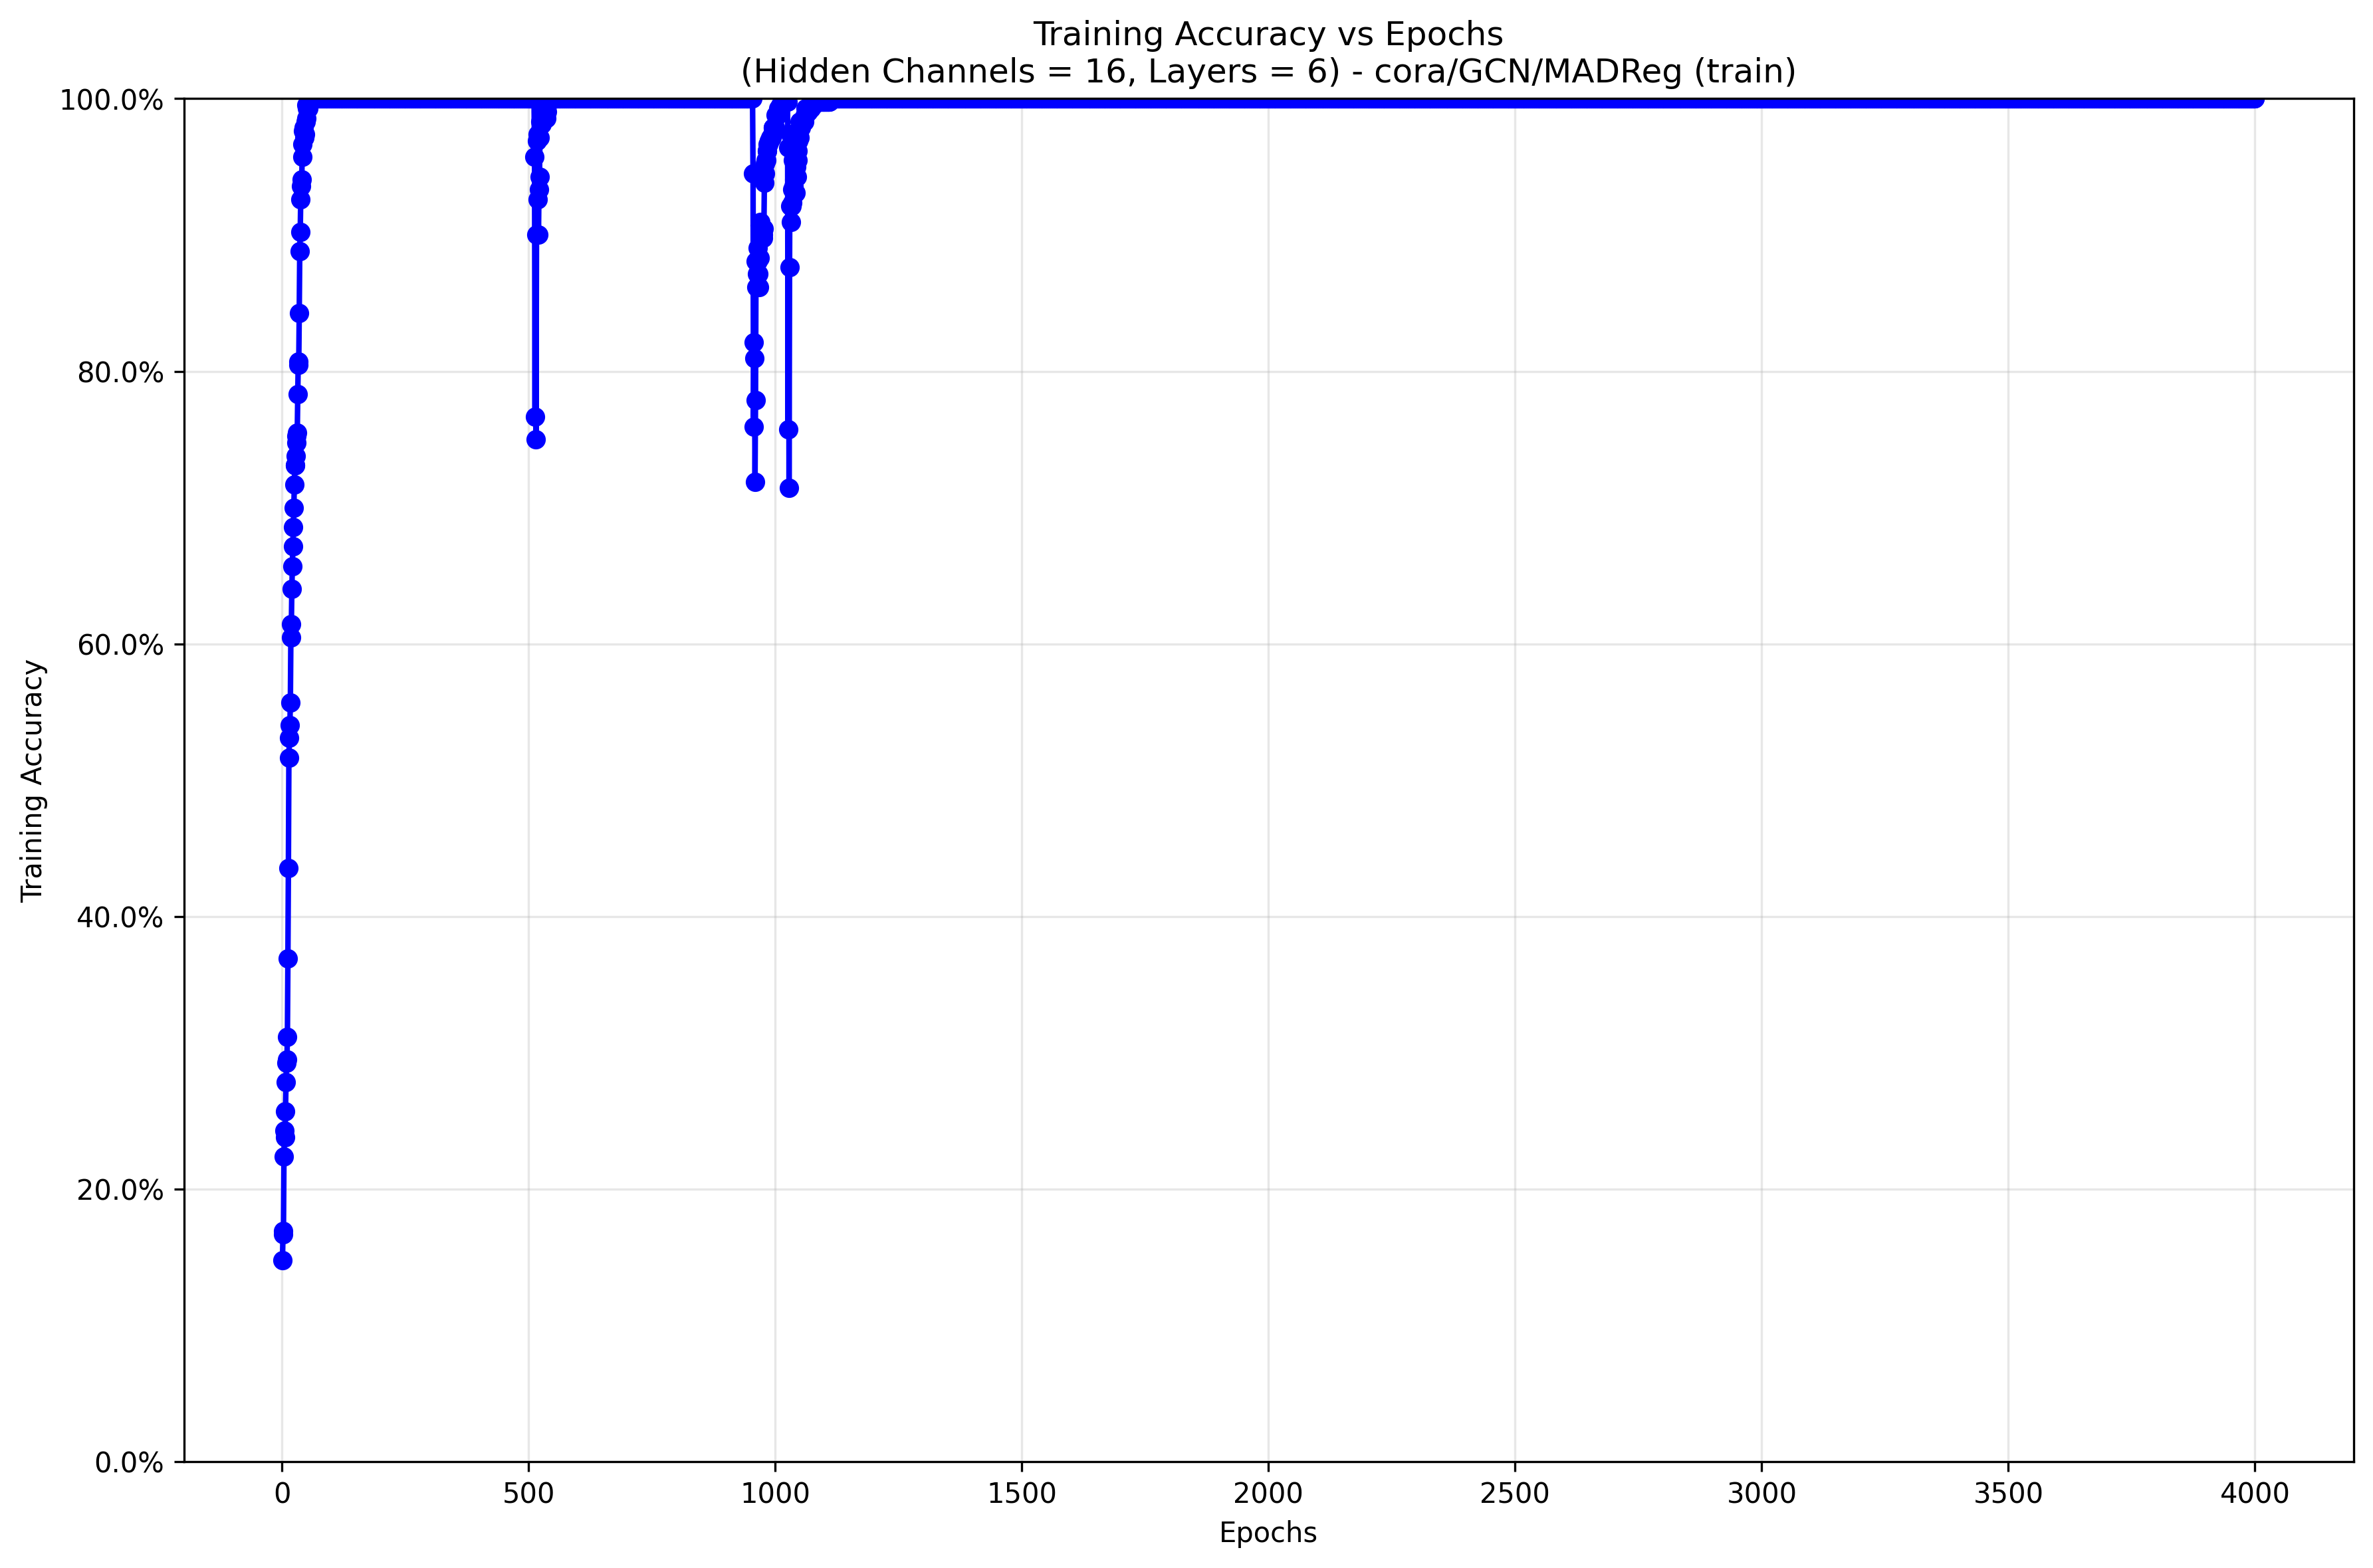 Training Accuracy vs Epochs
(Hidden Channels = 16, Layers = 6) - cora/GCN/MADReg (train)
100.0%
80.0%
60.0%
40.0%
20.0%
0.0%
Training Accuracy
0 500 1000 1500 2000 2500 3000 3500 4000
Epochs